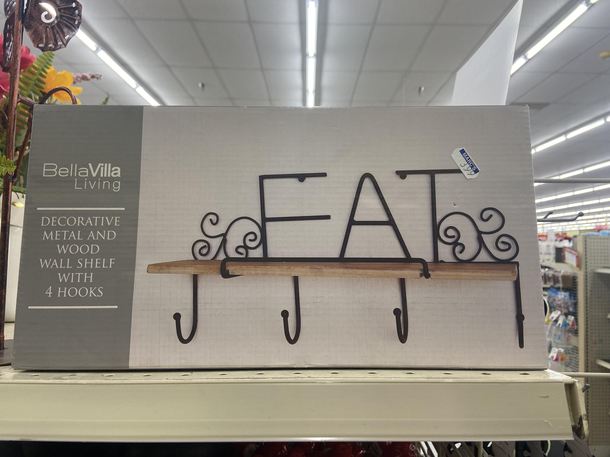 BellaVilla
Living
DECORATIVE
METAL AND
WOOD
WALL SHELF
WITH
4 HOOKS
EAT